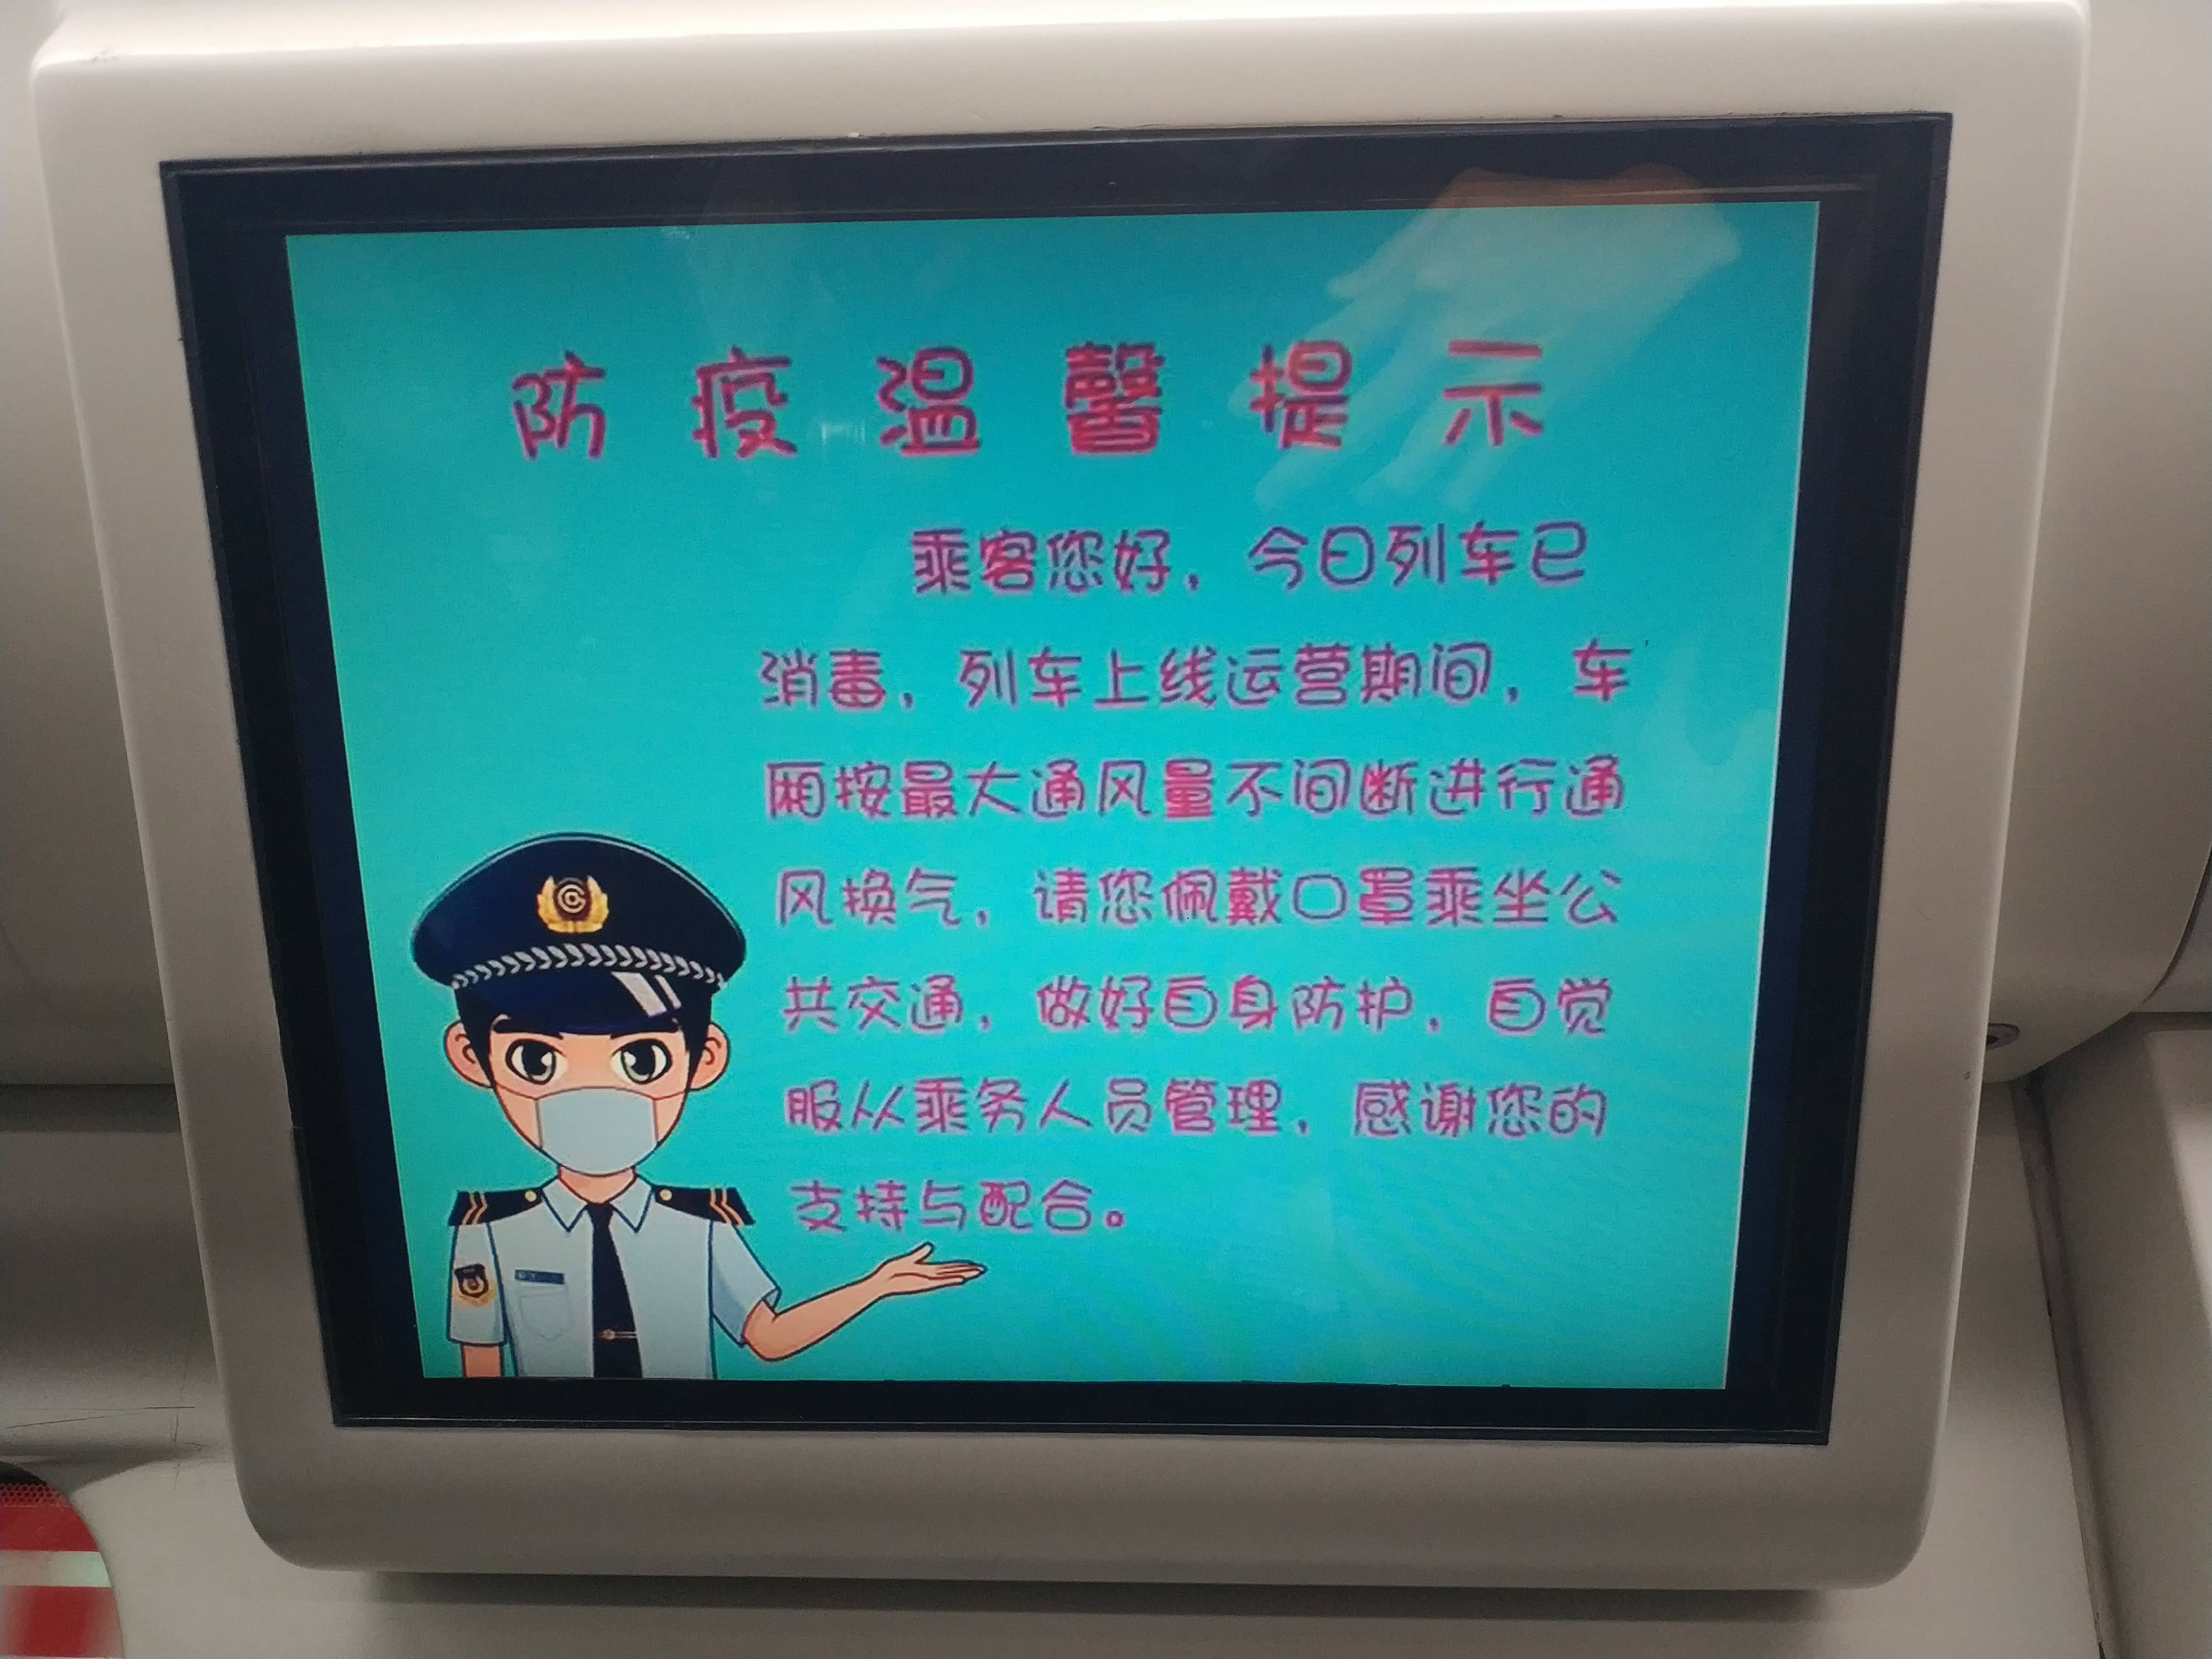 防疫温馨提示
乘客您好，今日列车已
消毒，列车上线运营期间，车
厢按最大通风量不间断进行通
风换气，请您佩戴口罩乘坐公
共交通，做好自身防护，自觉
服从乘务人员管理，感谢您的
支持与配合。